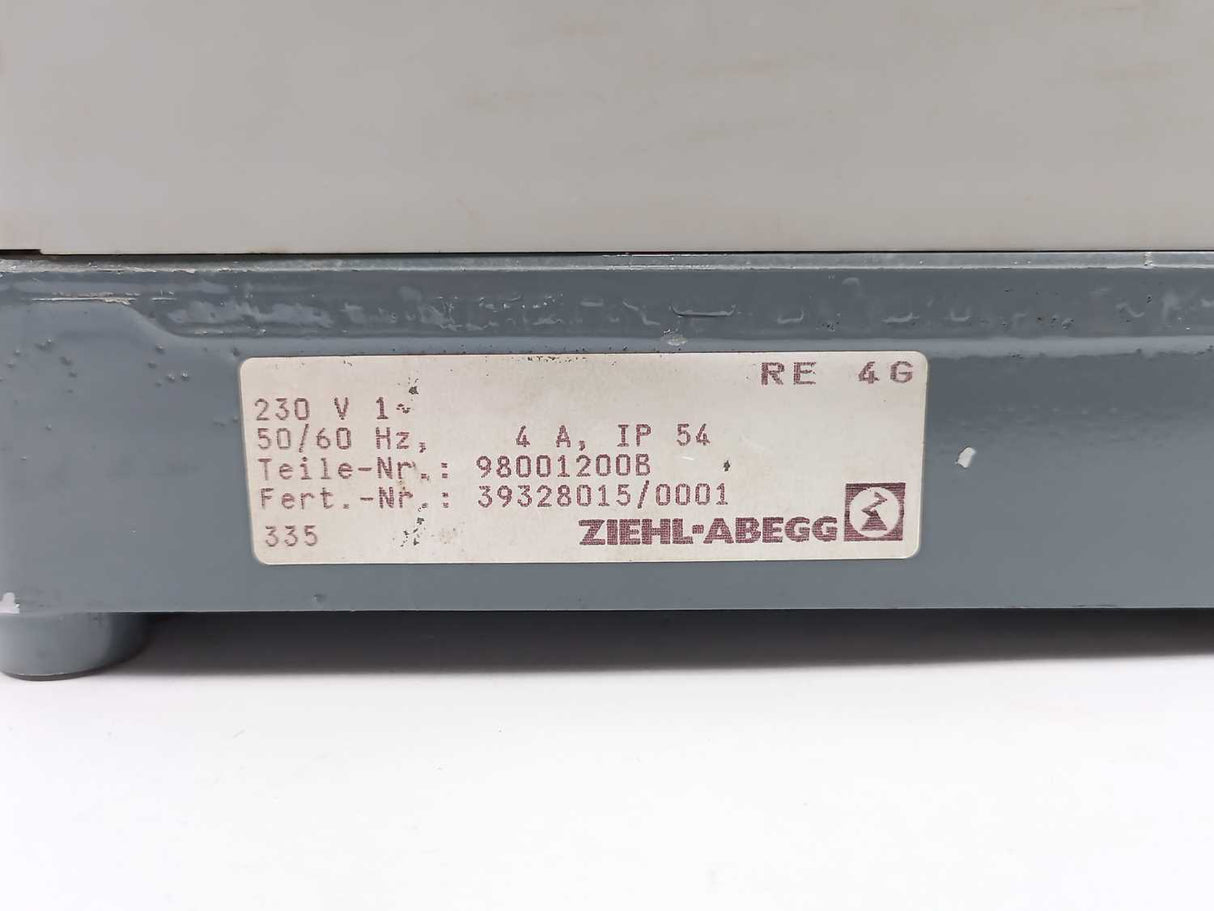 RE 4G
230 V 1~
50/60 Hz, 4 A, IP 54
Teile-Nr.: 98001200B
Fert.-Nr.: 39328015/0001
335
ZIEHL-ABEGG